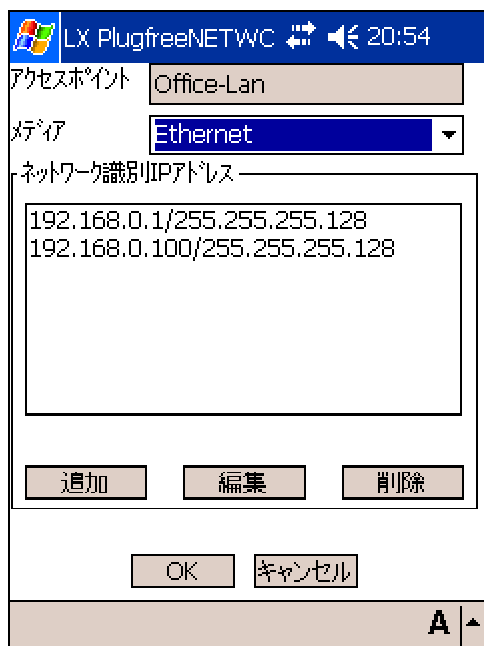 LX PlugfreeNETWC 20:54
アクセスポイント Office-Lan
メディア Ethernet
ネットワーク識別IPアドレス
192.168.0.1/255.255.255.128
192.168.0.100/255.255.255.128
追加 編集 削除
OK キャンセル
A